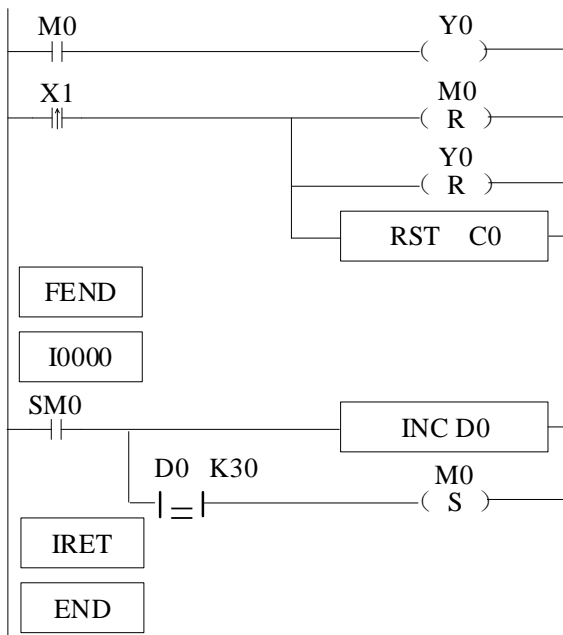 M0 Y0
X1 M0
R
Y0
R
RST C0
FEND
I0000
SM0
INC D0
D0 K30 M0
= S
IRET
END